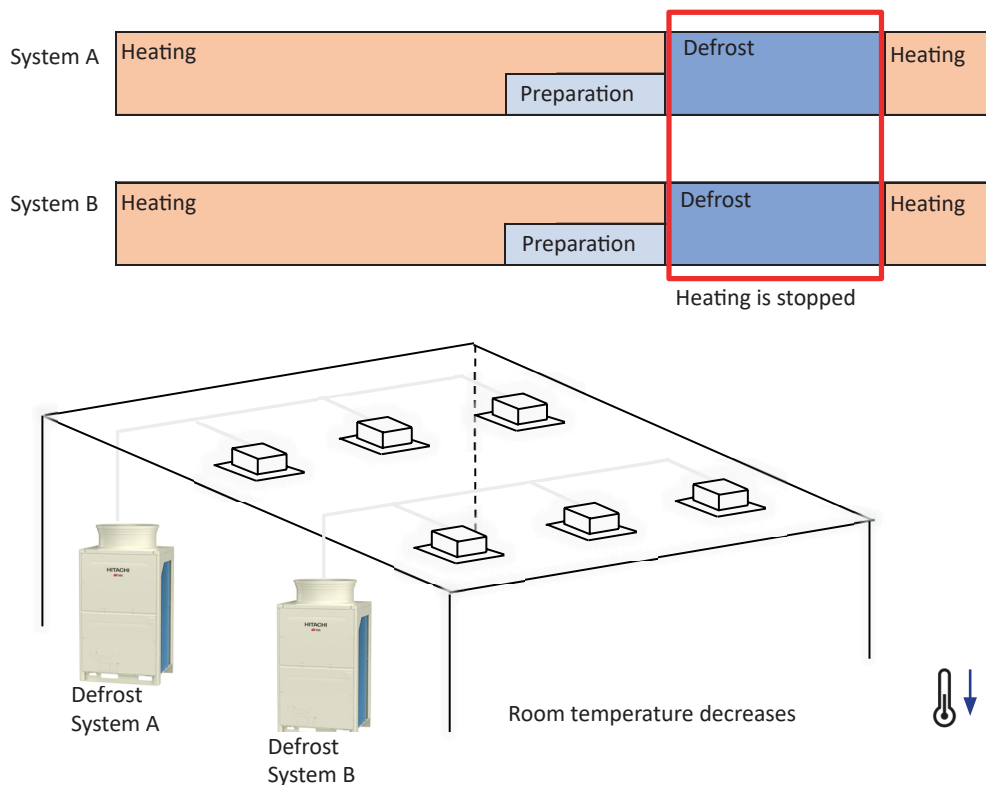 System A
Heating
Preparation
Defrost
Heating
System B
Heating
Preparation
Defrost
Heating
Heating is stopped
HITACHI
HITACHI
Defrost
System A
Defrost
System B
Room temperature decreases